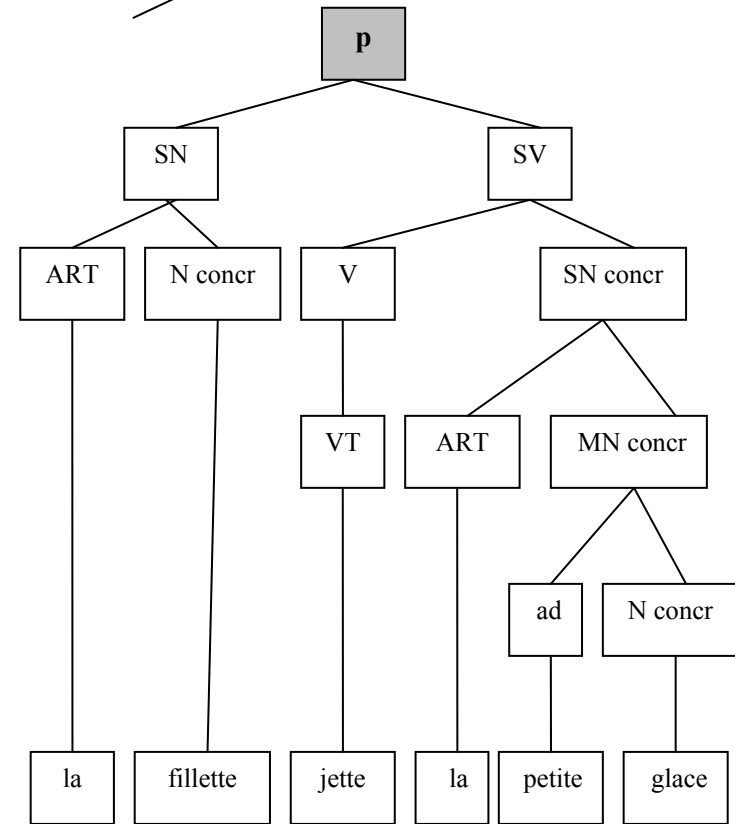 p
SN SV
ART N concr V SN concr
VT ART MN concr
ad N concr
la fillette jette la petite glace